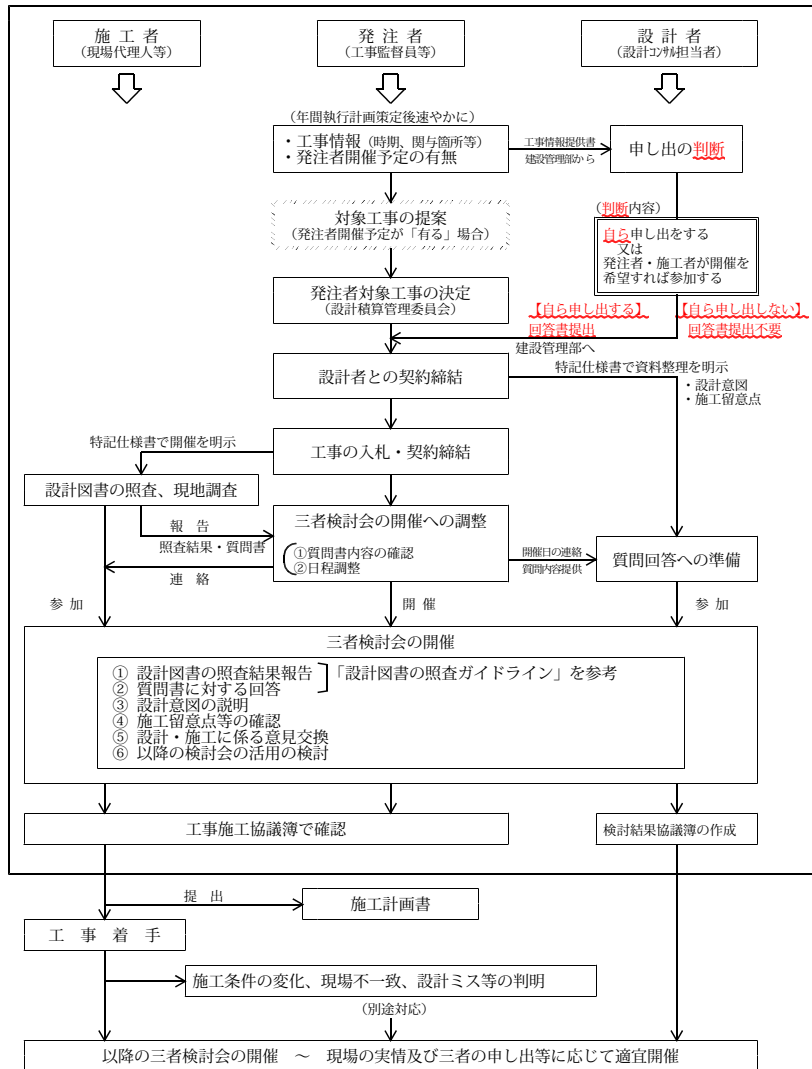 施 工 者
（現場代理人等）
発 注 者
（工事監督員等）
設 計 者
（設計ｺﾝｻﾙ担当者）
（年間執行計画策定後速やかに）
・工事情報（時期、関与箇所等）
・発注者開催予定の有無
工事情報提供書
建設管理部から
申し出の判断
対象工事の提案
（発注者開催予定が「有る」場合）
（判断内容）
自ら申し出をする
又は
発注者・施工者が開催を
希望すれば参加する
発注者対象工事の決定
（設計積算管理委員会）
【自ら申し出する】
回答書提出
【自ら申し出しない】
回答書提出不要
建設管理部へ
設計者との契約締結
特記仕様書で資料整理を明示
・設計意図
・施工留意点
特記仕様書で開催を明示
工事の入札・契約締結
設計図書の照査、現地調査
報 告
照査結果・質問書
三者検討会の開催への調整
①質問書内容の確認
②日程調整
連 絡
開催日の連絡
質問内容提供
質問回答への準備
参 加
開 催
参 加
三者検討会の開催
① 設計図書の照査結果報告
② 質問書に対する回答
「設計図書の照査ガイドライン」を参考
③ 設計意図の説明
④ 施工留意点等の確認
⑤ 設計・施工に係る意見交換
⑥ 以降の検討会の活用の検討
工事施工協議簿で確認
検討結果協議簿の作成
提 出
施工計画書
工 事 着 手
施工条件の変化、現場不一致、設計ミス等の判明
（別途対応）
以降の三者検討会の開催 ～ 現場の実情及び三者の申し出等に応じて適宜開催